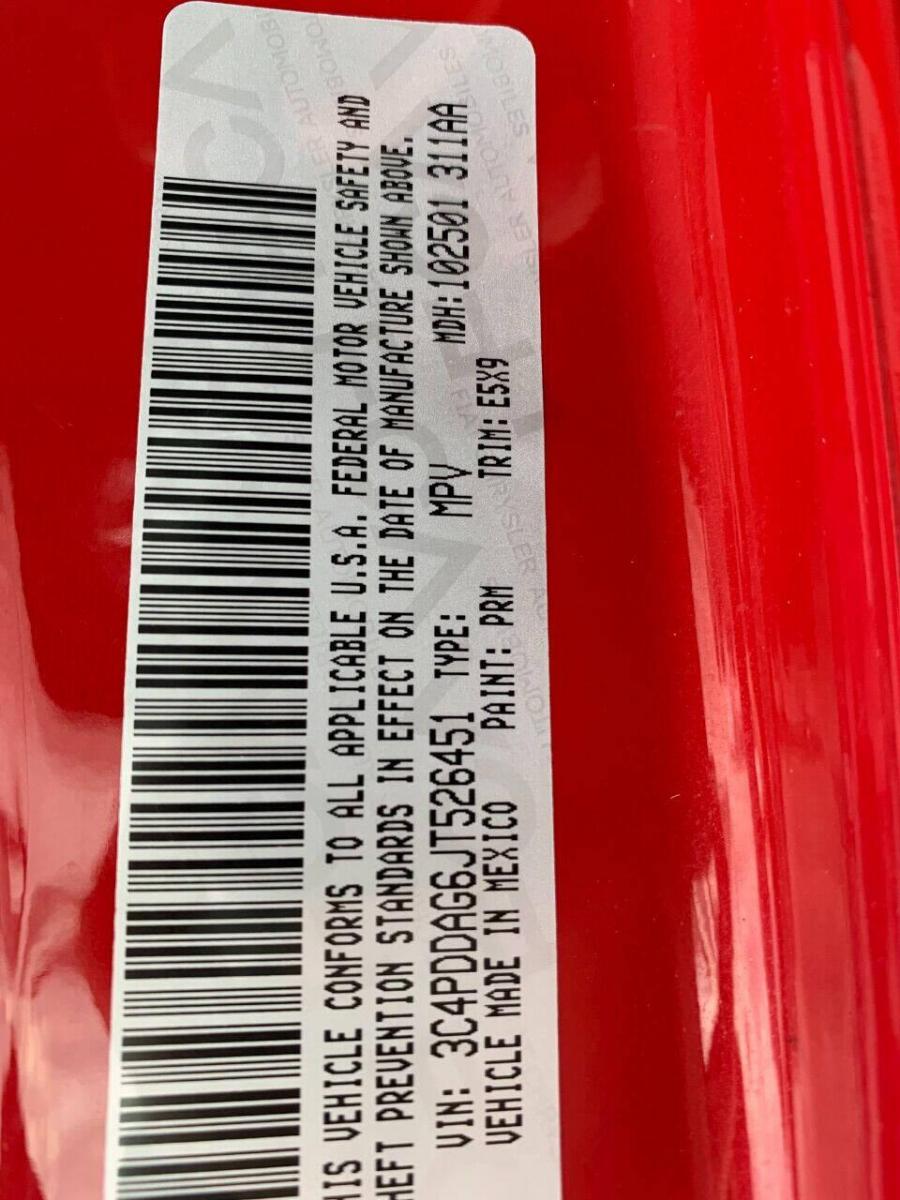 HIS VEHICLE CONFORMS TO ALL APPLICABLE U.S.A. FEDERAL MOTOR VEHICLE SAFETY AND
HEFT PREVENTION STANDARDS IN EFFECT ON THE DATE OF MANUFACTURE SHOWN ABOVE.
VIN: 3C4PDDAG6JT526451 TYPE: MPV MDH:102501 311AA
VEHICLE MADE IN MEXICO PAINT: PRM TRIM: E5X9